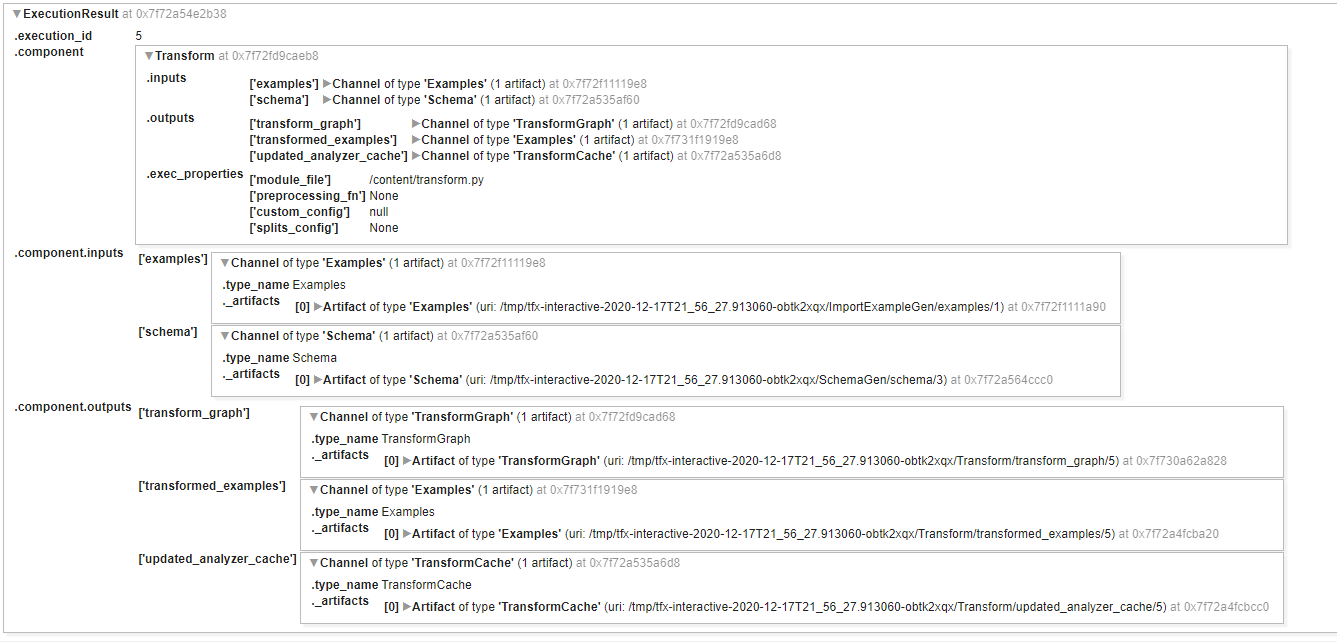 ▼ExecutionResult at 0x7f72a54e2b38
.execution_id 5
.component
▼Transform at 0x7f72fd9caeb8
.inputs
['examples'] ▶Channel of type 'Examples' (1 artifact) at 0x7f72f11119e8
['schema'] ▶Channel of type 'Schema' (1 artifact) at 0x7f72a535af60
.outputs
['transform_graph'] ▶Channel of type 'TransformGraph' (1 artifact) at 0x7f72fd9cad68
['transformed_examples'] ▶Channel of type 'Examples' (1 artifact) at 0x7f731f1919e8
['updated_analyzer_cache'] ▶Channel of type 'TransformCache' (1 artifact) at 0x7f72a535a6d8
.exec_properties
['module_file'] /content/transform.py
['preprocessing_fn'] None
['custom_config'] null
['splits_config'] None
.component.inputs
['examples'] ▼Channel of type 'Examples' (1 artifact) at 0x7f72f11119e8
.type_name Examples
._artifacts [0] ▶Artifact of type 'Examples' (uri: /tmp/tfx-interactive-2020-12-17T21_56_27.913060-obtk2xqx/ImportExampleGen/examples/1) at 0x7f72f1111a90
['schema'] ▼Channel of type 'Schema' (1 artifact) at 0x7f72a535af60
.type_name Schema
._artifacts [0] ▶Artifact of type 'Schema' (uri: /tmp/tfx-interactive-2020-12-17T21_56_27.913060-obtk2xqx/SchemaGen/schema/3) at 0x7f72a564ccc0
.component.outputs
['transform_graph'] ▼Channel of type 'TransformGraph' (1 artifact) at 0x7f72fd9cad68
.type_name TransformGraph
._artifacts [0] ▶Artifact of type 'TransformGraph' (uri: /tmp/tfx-interactive-2020-12-17T21_56_27.913060-obtk2xqx/Transform/transform_graph/5) at 0x7f730a62a828
['transformed_examples'] ▼Channel of type 'Examples' (1 artifact) at 0x7f731f1919e8
.type_name Examples
._artifacts [0] ▶Artifact of type 'Examples' (uri: /tmp/tfx-interactive-2020-12-17T21_56_27.913060-obtk2xqx/Transform/transformed_examples/5) at 0x7f72a4fcba20
['updated_analyzer_cache'] ▼Channel of type 'TransformCache' (1 artifact) at 0x7f72a535a6d8
.type_name TransformCache
._artifacts [0] ▶Artifact of type 'TransformCache' (uri: /tmp/tfx-interactive-2020-12-17T21_56_27.913060-obtk2xqx/Transform/updated_analyzer_cache/5) at 0x7f72a4fcbcc0